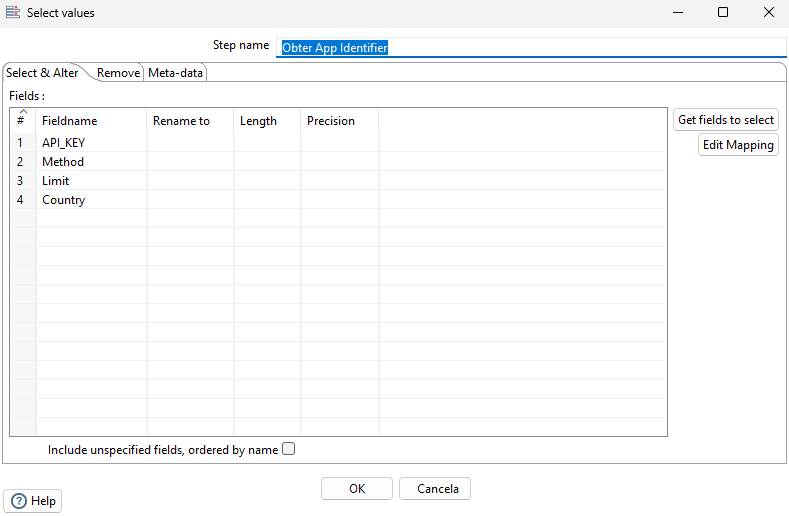 Select values
Step name Obter App Identifier
Select & Alter Remove Meta-data
Fields :
# Fieldname Rename to Length Precision
Get fields to select
1 API_KEY
Edit Mapping
2 Method
3 Limit
4 Country
Include unspecified fields, ordered by name
OK Cancela
Help